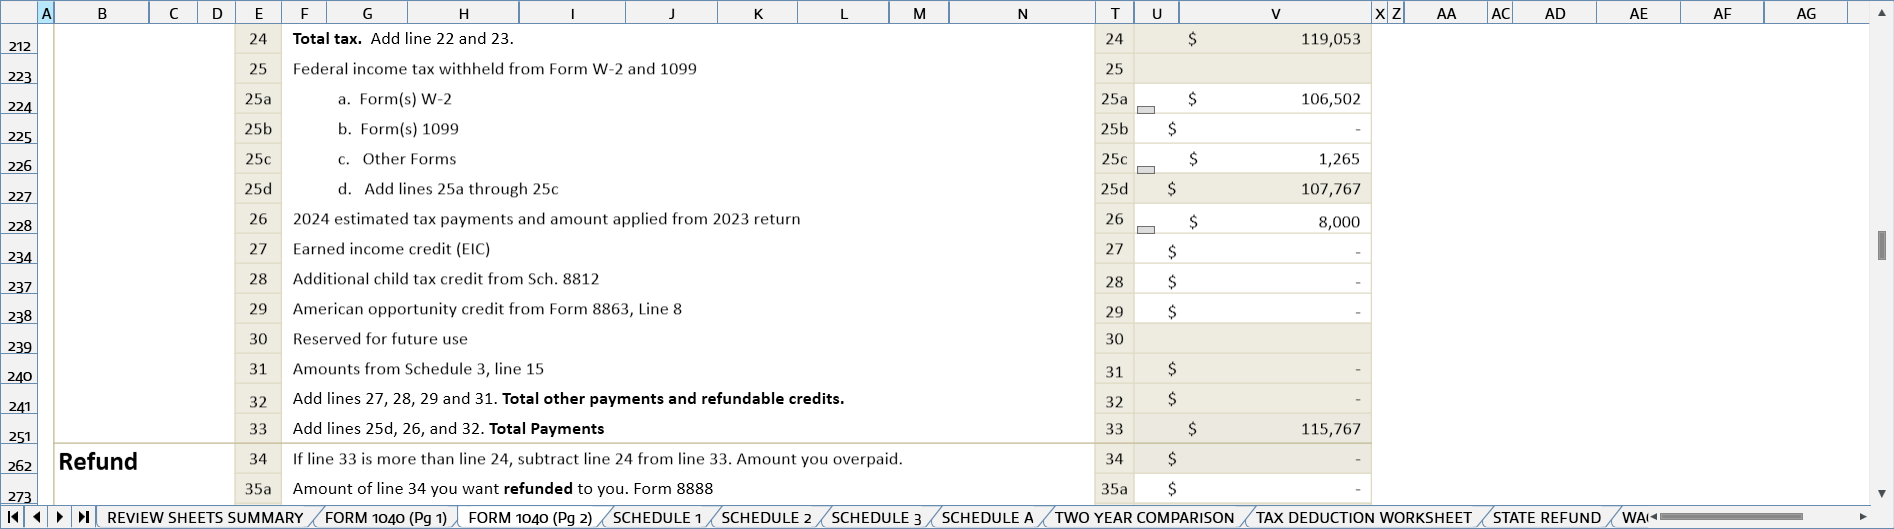 A B C D E F G H I J K L M N T U V X Z AA AC AD AE AF AG
212 24 Total tax. Add line 22 and 23. 24 $ 119,053
223 25 Federal income tax withheld from Form W-2 and 1099 25
224 25a a. Form(s) W-2 25a $ 106,502
225 25b b. Form(s) 1099 25b $ -
226 25c c. Other Forms 25c $ 1,265
227 25d d. Add lines 25a through 25c 25d $ 107,767
228 26 2024 estimated tax payments and amount applied from 2023 return 26 $ 8,000
234 27 Earned income credit (EIC) 27 $ -
237 28 Additional child tax credit from Sch. 8812 28 $ -
238 29 American opportunity credit from Form 8863, Line 8 29 $ -
239 30 Reserved for future use 30
240 31 Amounts from Schedule 3, line 15 31 $ -
241 32 Add lines 27, 28, 29 and 31. Total other payments and refundable credits. 32 $ -
251 33 Add lines 25d, 26, and 32. Total Payments 33 $ 115,767
262 Refund 34 If line 33 is more than line 24, subtract line 24 from line 33. Amount you overpaid. 34 $ -
273 35a Amount of line 34 you want refunded to you. Form 8888 35a $ -
REVIEW SHEETS SUMMARY FORM 1040 (Pg 1) FORM 1040 (Pg 2) SCHEDULE 1 SCHEDULE 2 SCHEDULE 3 SCHEDULE A TWO YEAR COMPARISON TAX DEDUCTION WORKSHEET STATE REFUND WA